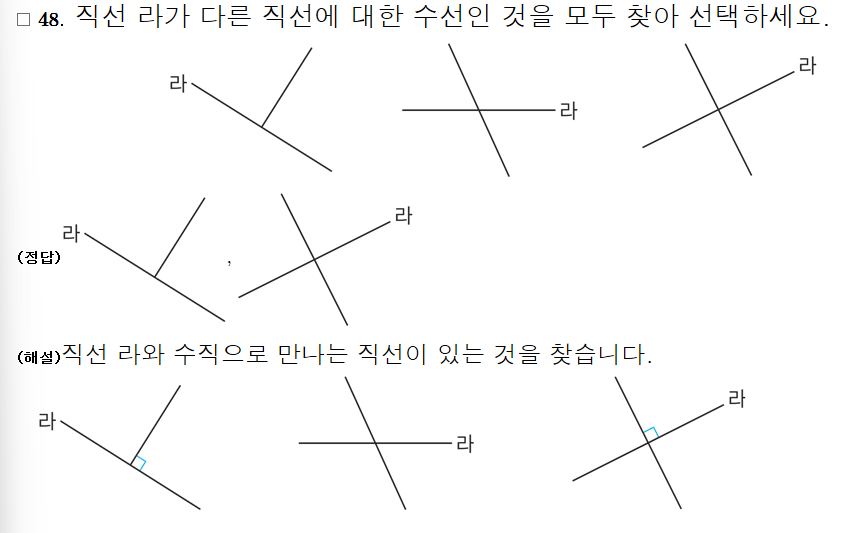 □ 48. 직선 라가 다른 직선에 대한 수선인 것을 모두 찾아 선택하세요.
라 라 라
(정답) 라 , 라
(해설)직선 라와 수직으로 만나는 직선이 있는 것을 찾습니다.
라 라 라